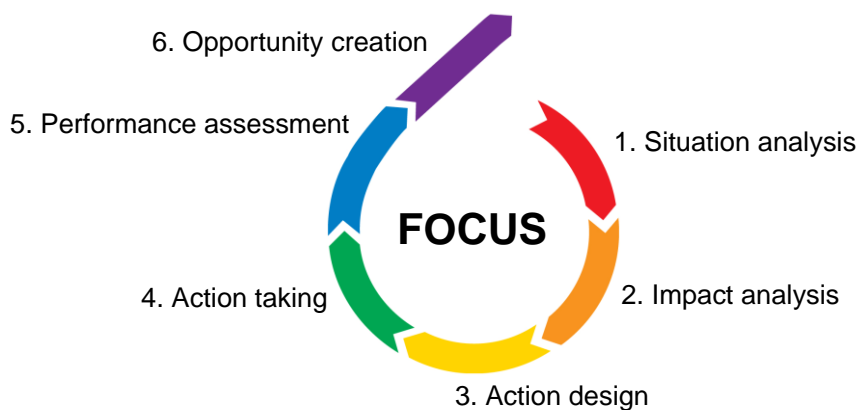 6. Opportunity creation
5. Performance assessment
1. Situation analysis
FOCUS
4. Action taking
2. Impact analysis
3. Action design